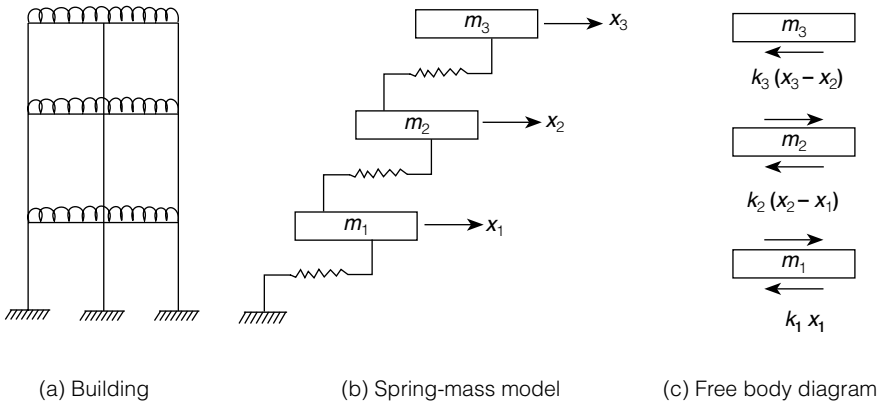 m₃
x₃
m₂
x₂
m₁
x₁
m₃
k₃ (x₃ – x₂)
m₂
k₂ (x₂ – x₁)
m₁
k₁ x₁
(a) Building
(b) Spring-mass model
(c) Free body diagram